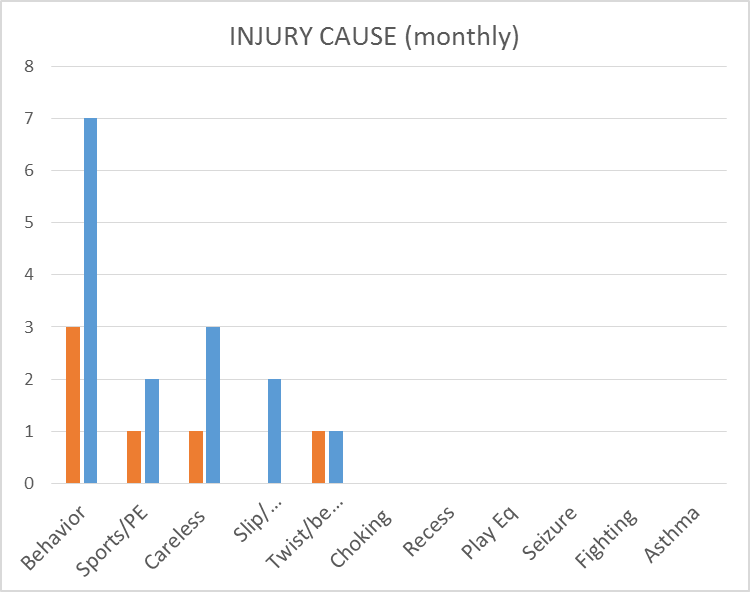 INJURY CAUSE (monthly)
8
7
6
5
4
3
2
1
0
Behavior
Sports/PE
Careless
Slip/...
Twist/be...
Choking
Recess
Play Eq
Seizure
Fighting
Asthma